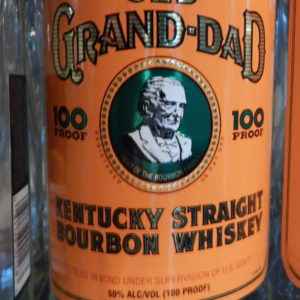 OLD
GRAND-DAD
100
PROOF
100
PROOF
OF THE BOURBON
KENTUCKY STRAIGHT
BOURBON WHISKEY
BOTTLED IN BOND UNDER SUPERVISION OF U.S. GOV'T.
50% ALC/VOL (100 PROOF)